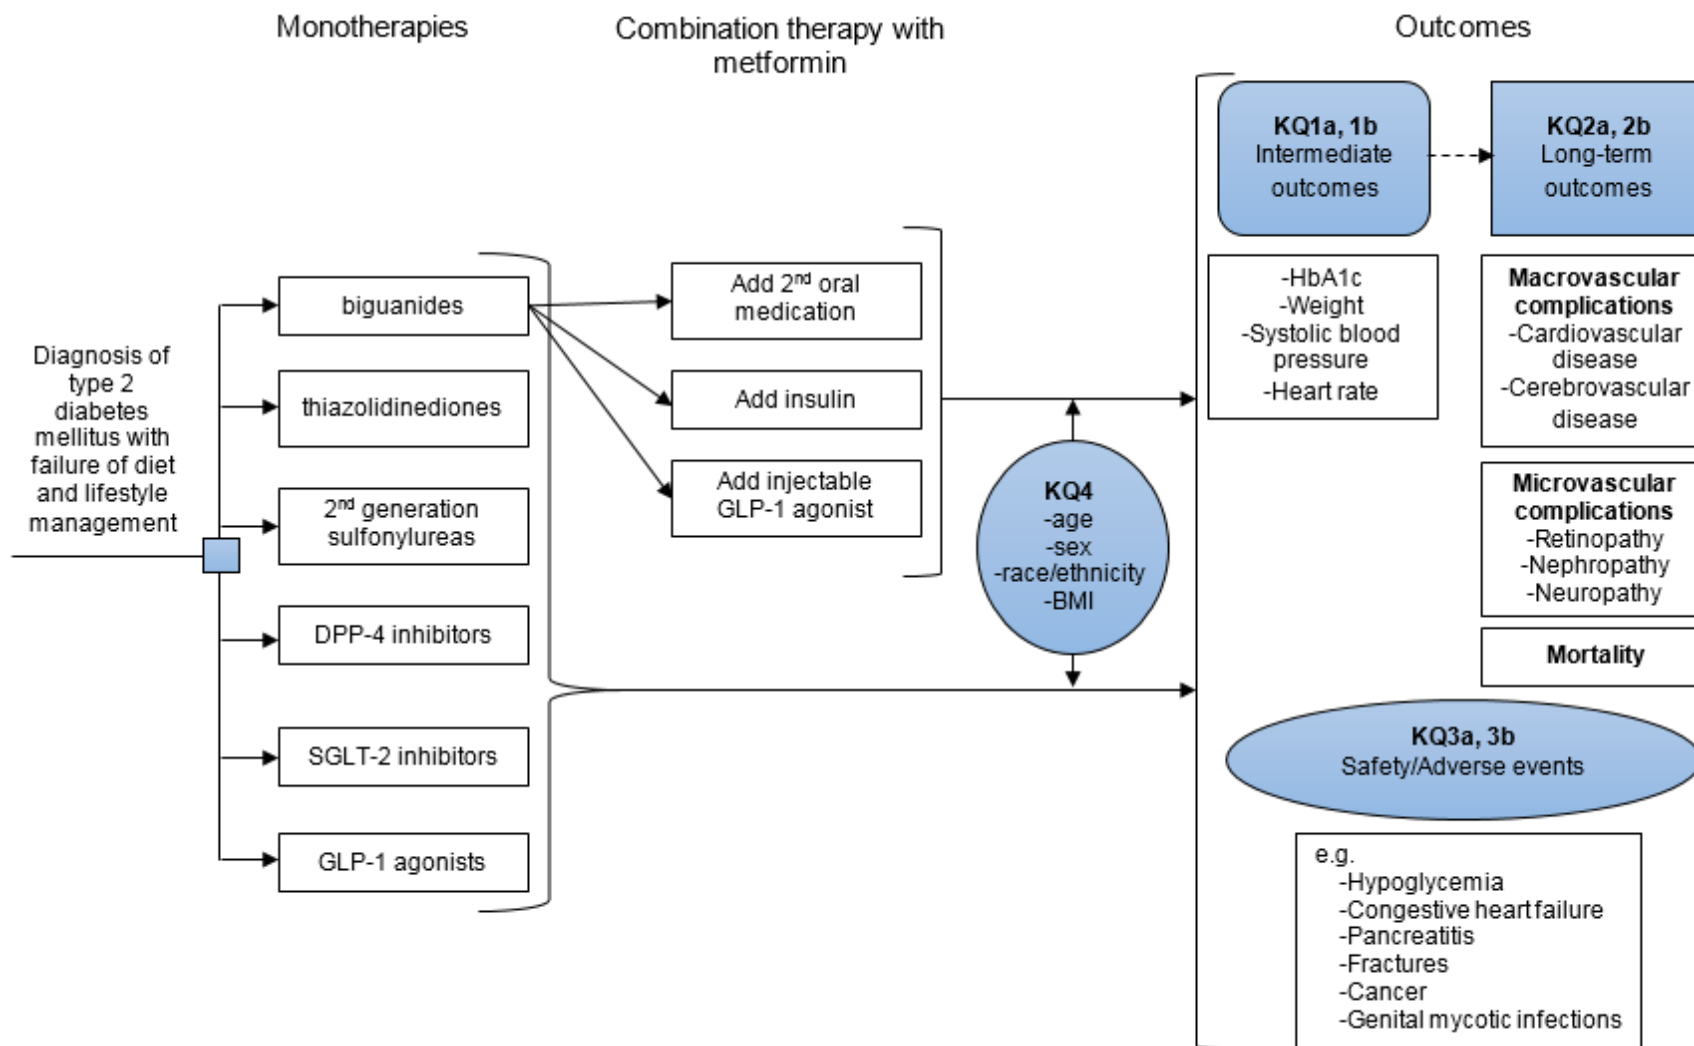 Monotherapies
Combination therapy with
metformin
Outcomes
Diagnosis of
type 2
diabetes
mellitus with
failure of diet
and lifestyle
management
biguanides
thiazolidinediones
2nd generation
sulfonylureas
DPP-4 inhibitors
SGLT-2 inhibitors
GLP-1 agonists
Add 2nd oral
medication
Add insulin
Add injectable
GLP-1 agonist
KQ4
-age
-sex
-race/ethnicity
-BMI
KQ1a, 1b
Intermediate
outcomes
-HbA1c
-Weight
-Systolic blood
pressure
-Heart rate
KQ2a, 2b
Long-term
outcomes
Macrovascular
complications
-Cardiovascular
disease
-Cerebrovascular
disease
Microvascular
complications
-Retinopathy
-Nephropathy
-Neuropathy
Mortality
KQ3a, 3b
Safety/Adverse events
e.g.
-Hypoglycemia
-Congestive heart failure
-Pancreatitis
-Fractures
-Cancer
-Genital mycotic infections